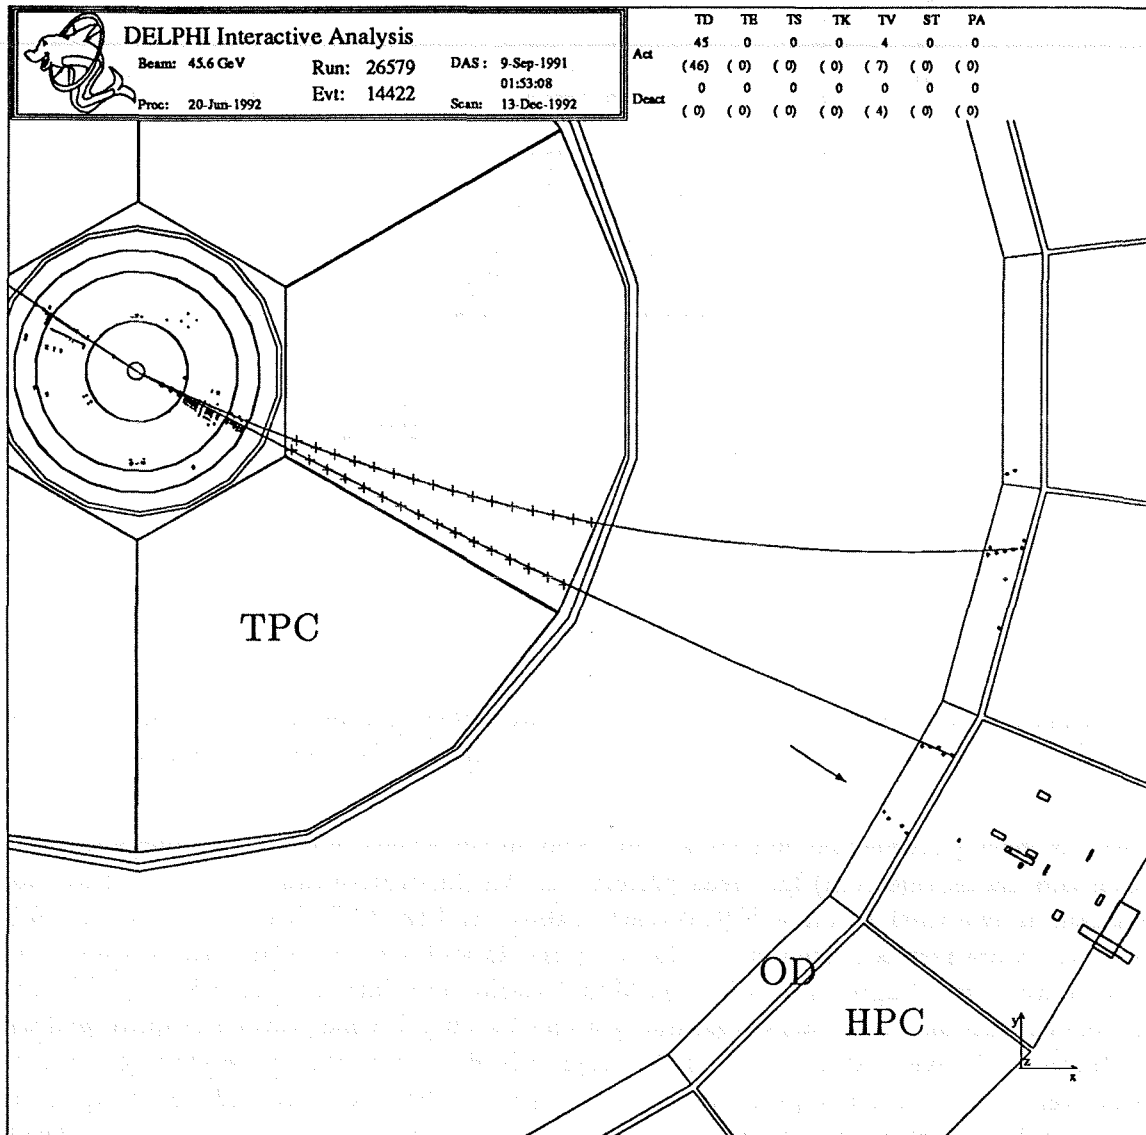 DELPHI Interactive Analysis
Beam: 45.6 GeV Run: 26579 DAS : 9-Sep-1991
01:53:08
Evt: 14422
Proc: 20-Jun-1992 Scan: 13-Dec-1992
TD TE TS TK TV ST PA
Act 45 0 0 0 4 0 0
(46) ( 0) ( 0) ( 0) ( 7) ( 0) ( 0)
Deact 0 0 0 0 0 0 0
( 0) ( 0) ( 0) ( 0) ( 4) ( 0) ( 0)
TPC
OD
HPC
y
z
x